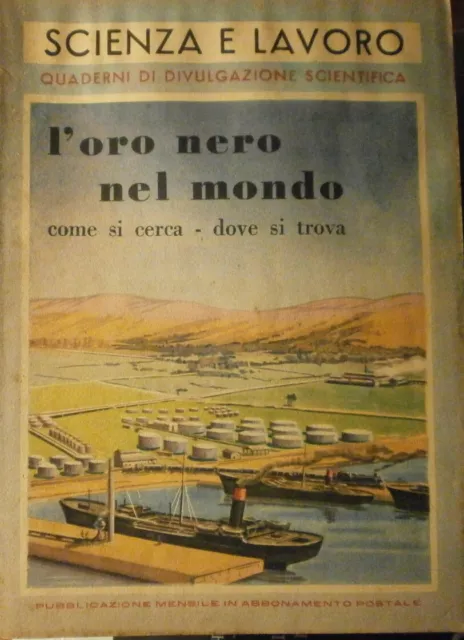 SCIENZA E LAVORO
QUADERNI DI DIVULGAZIONE SCIENTIFICA
l'oro nero
nel mondo
come si cerca - dove si trova
PUBBLICAZIONE MENSILE IN ABBONAMENTO POSTALE